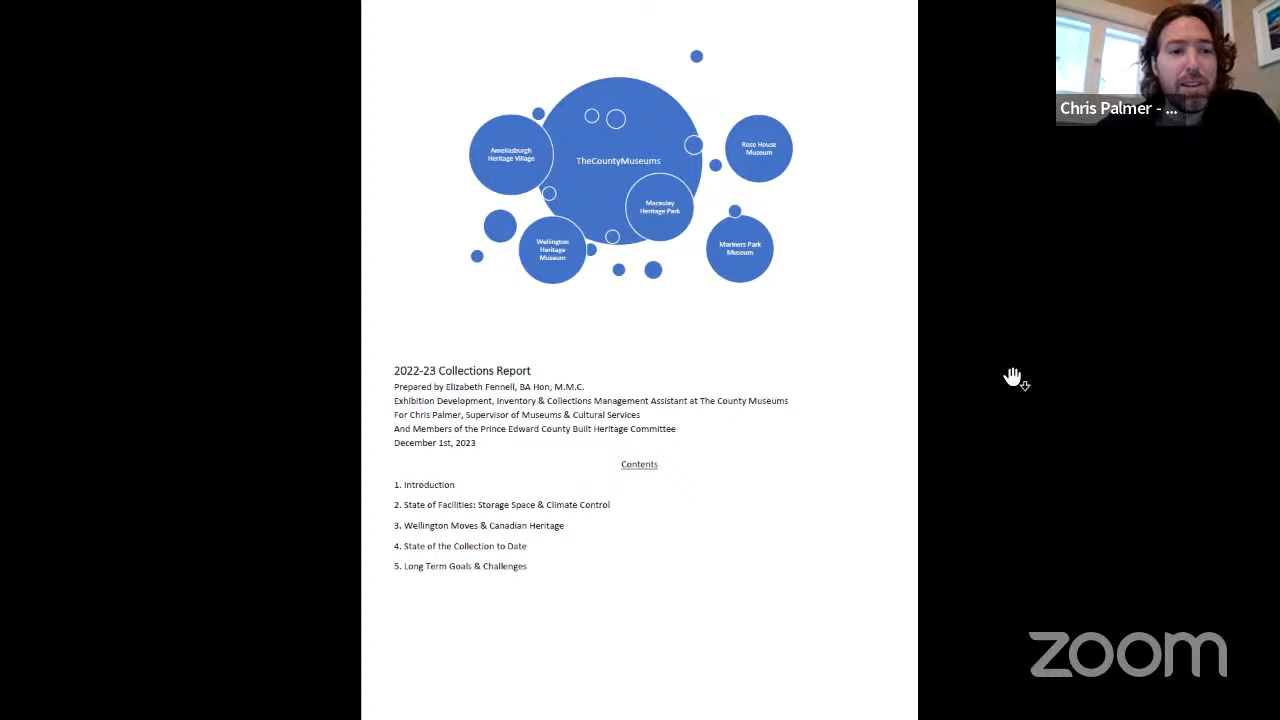 Chris Palmer - ...
Ameliasburgh
Heritage Village
TheCountyMuseums
Rose House
Museum
Macaulay
Heritage Park
Wellington
Heritage
Museum
Mariners Park
Museum
2022-23 Collections Report
Prepared by Elizabeth Fennell, BA Hon, M.M.C.
Exhibition Development, Inventory & Collections Management Assistant at The County Museums
For Chris Palmer, Supervisor of Museums & Cultural Services
And Members of the Prince Edward County Built Heritage Committee
December 1st, 2023
Contents
1. Introduction
2. State of Facilities: Storage Space & Climate Control
3. Wellington Moves & Canadian Heritage
4. State of the Collection to Date
5. Long Term Goals & Challenges
zoom